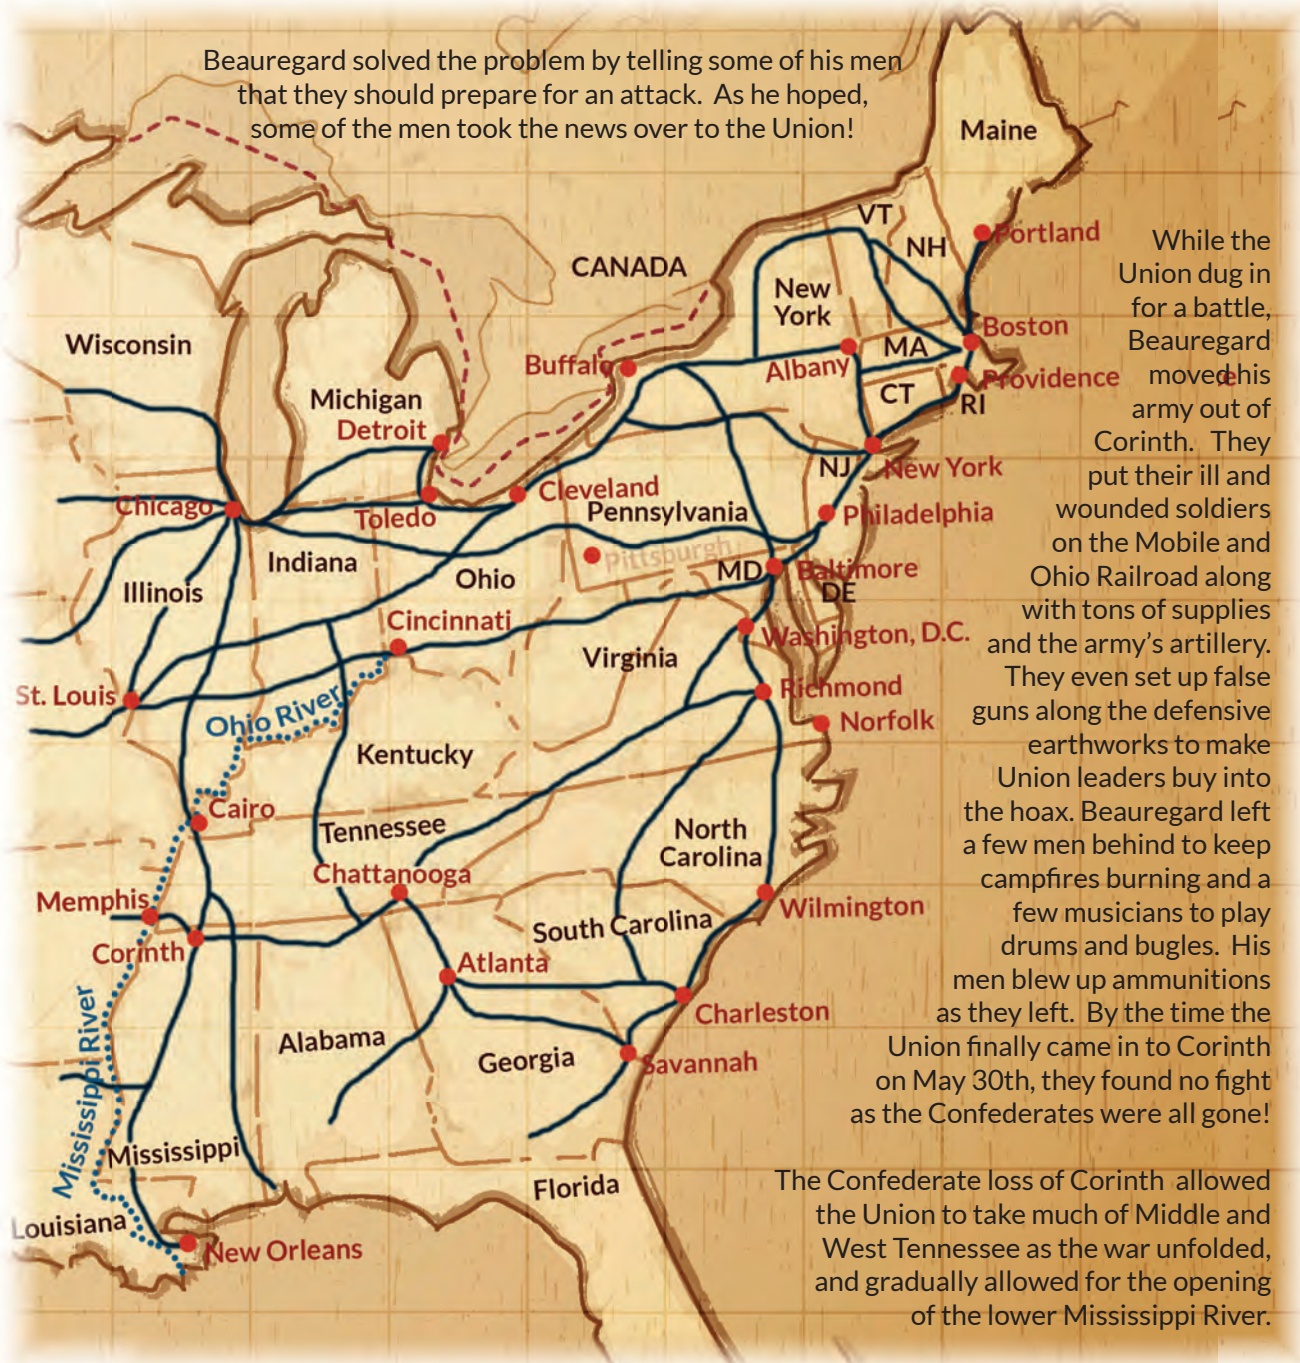 Beauregard solved the problem by telling some of his men
that they should prepare for an attack.  As he hoped,
some of the men took the news over to the Union!
Maine
VT
NH
Portland
CANADA
New
York
Boston
Wisconsin
MA
Buffalo
Albany
Providence
CT
RI
Michigan
Detroit
NJ
New York
Cleveland
Chicago
Toledo
Pennsylvania
Philadelphia
Pittsburgh
Indiana
Ohio
MD
Baltimore
Illinois
DE
Cincinnati
Washington, D.C.
Virginia
St. Louis
Richmond
Ohio River
Norfolk
Kentucky
Cairo
Tennessee
North
Carolina
Chattanooga
Memphis
Wilmington
South Carolina
Corinth
Atlanta
Charleston
Alabama
Georgia
Savannah
Mississippi River
Mississippi
Florida
Louisiana
New Orleans
While the
Union dug in
for a battle,
Beauregard
moved his
army out of
Corinth.  They
put their ill and
wounded soldiers
on the Mobile and
Ohio Railroad along
with tons of supplies
and the army's artillery.
They even set up false
guns along the defensive
earthworks to make
Union leaders buy into
the hoax. Beauregard left
a few men behind to keep
campfires burning and a
few musicians to play
drums and bugles.  His
men blew up ammunitions
as they left.  By the time the
Union finally came in to Corinth
on May 30th, they found no fight
as the Confederates were all gone!
The Confederate loss of Corinth  allowed
the Union to take much of Middle and
West Tennessee as the war unfolded,
and gradually allowed for the opening
of the lower Mississippi River.